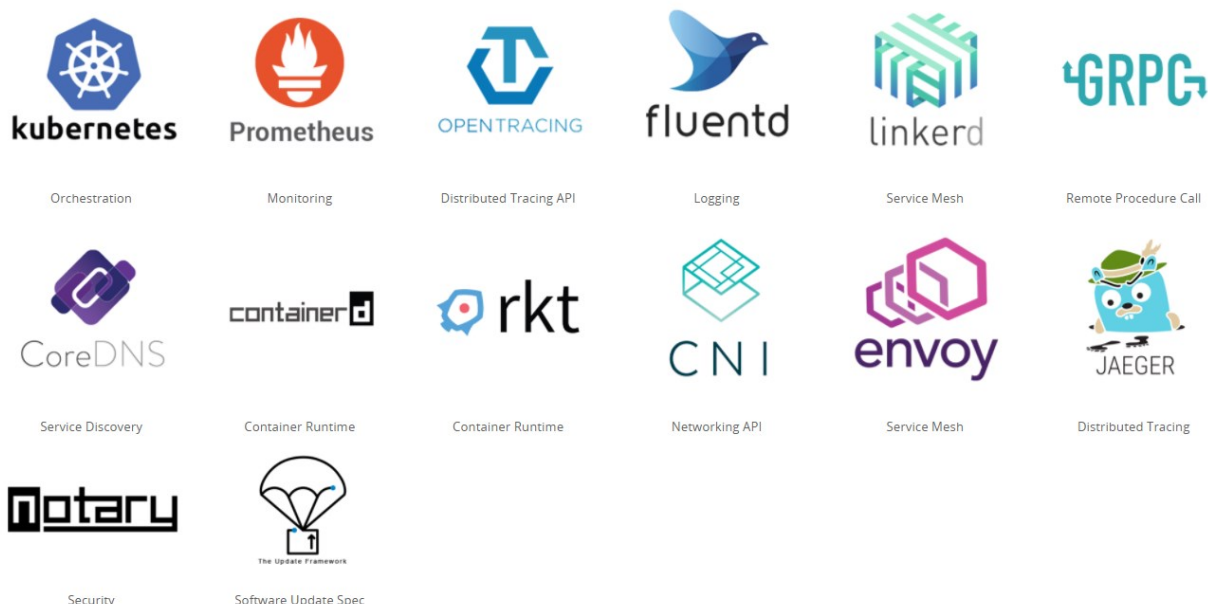 kubernetes
Prometheus
OPENTRACING
fluentd
linkerd
GRPC
Orchestration
Monitoring
Distributed Tracing API
Logging
Service Mesh
Remote Procedure Call
CoreDNS
containerd
rkt
CNI
envoy
JAEGER
Service Discovery
Container Runtime
Container Runtime
Networking API
Service Mesh
Distributed Tracing
notary
The Update Framework
Security
Software Update Spec